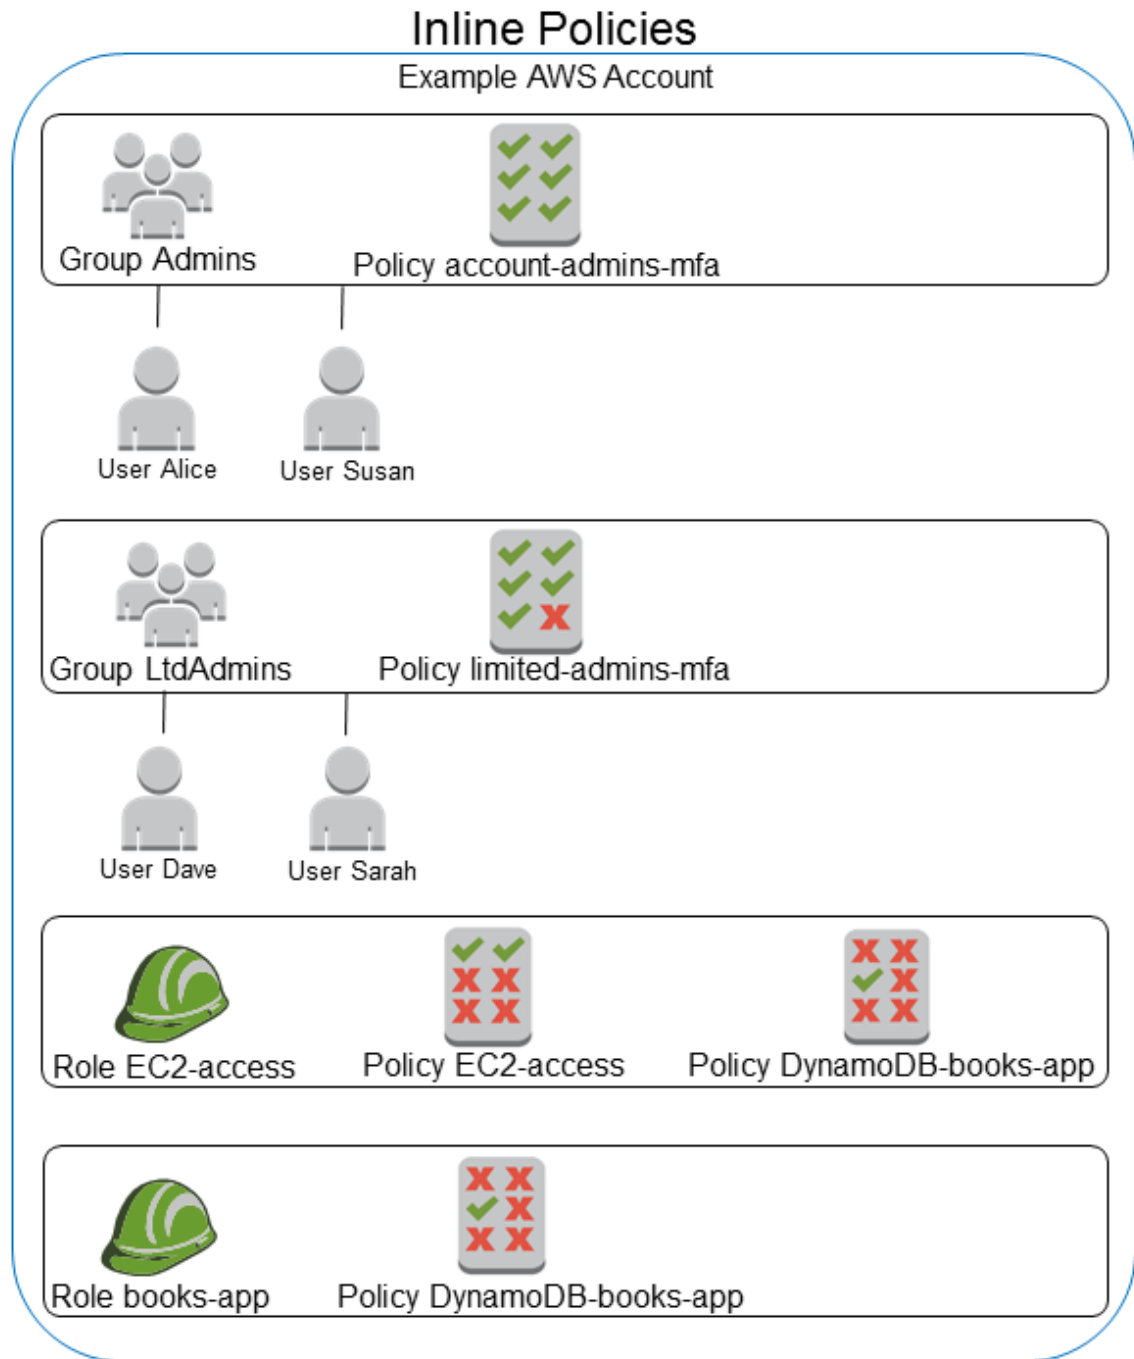 Inline Policies
Example AWS Account
Group Admins
Policy account-admins-mfa
User Alice
User Susan
Group LtdAdmins
Policy limited-admins-mfa
User Dave
User Sarah
Role EC2-access
Policy EC2-access
Policy DynamoDB-books-app
Role books-app
Policy DynamoDB-books-app